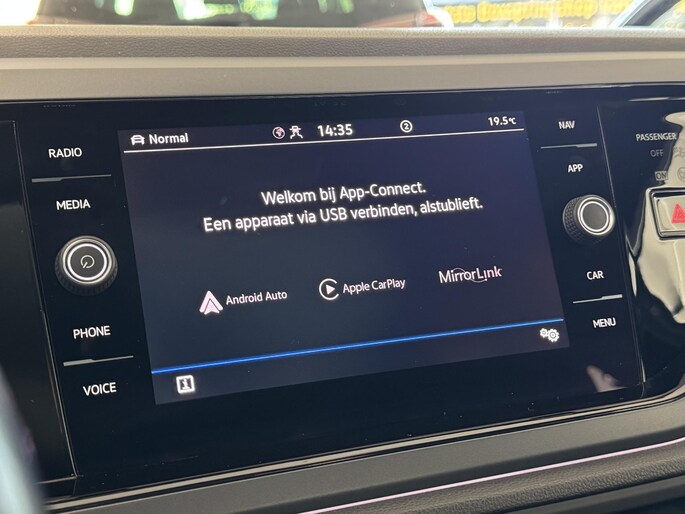 RADIO
MEDIA
PHONE
VOICE
Normal
14:35
2
19.5°C
Welkom bij App-Connect.
Een apparaat via USB verbinden, alstublieft.
Android Auto
Apple CarPlay
MirrorLink
NAV
APP
CAR
MENU
PASSENGER
OFF